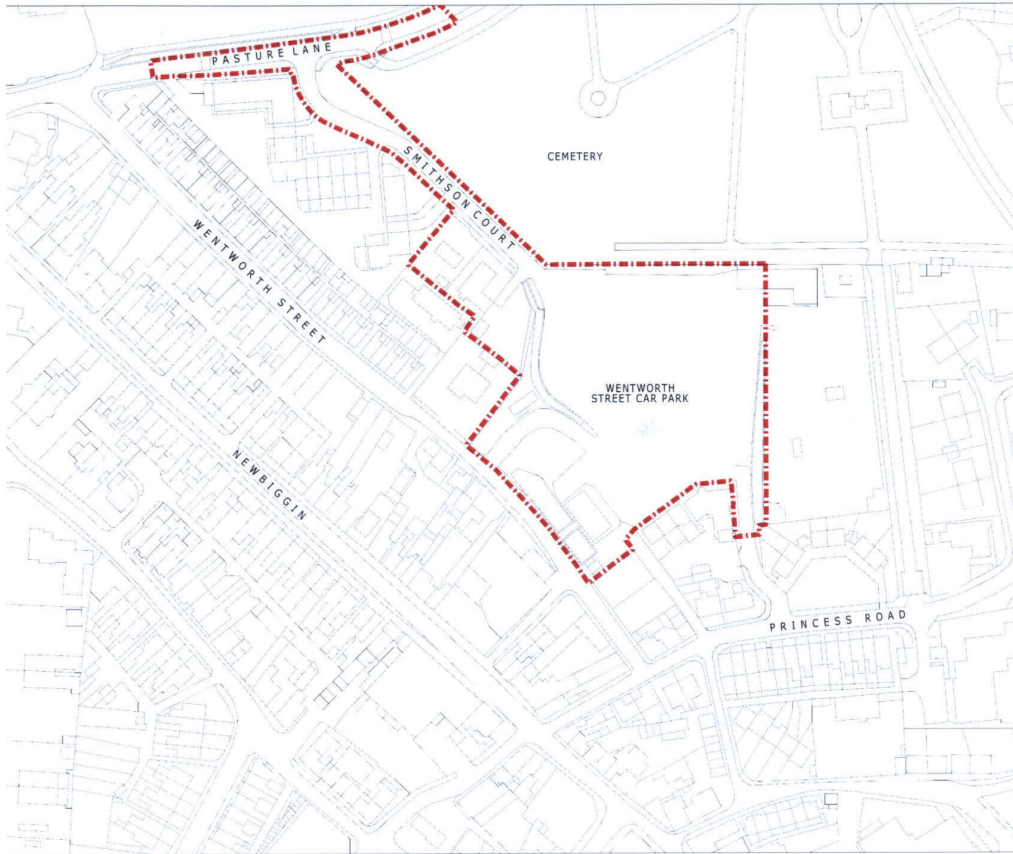 PASTURE LANE
CEMETERY
SMITHSON COURT
WENTWORTH STREET
WENTWORTH
STREET CAR PARK
NEWBIGGIN
PRINCESS ROAD